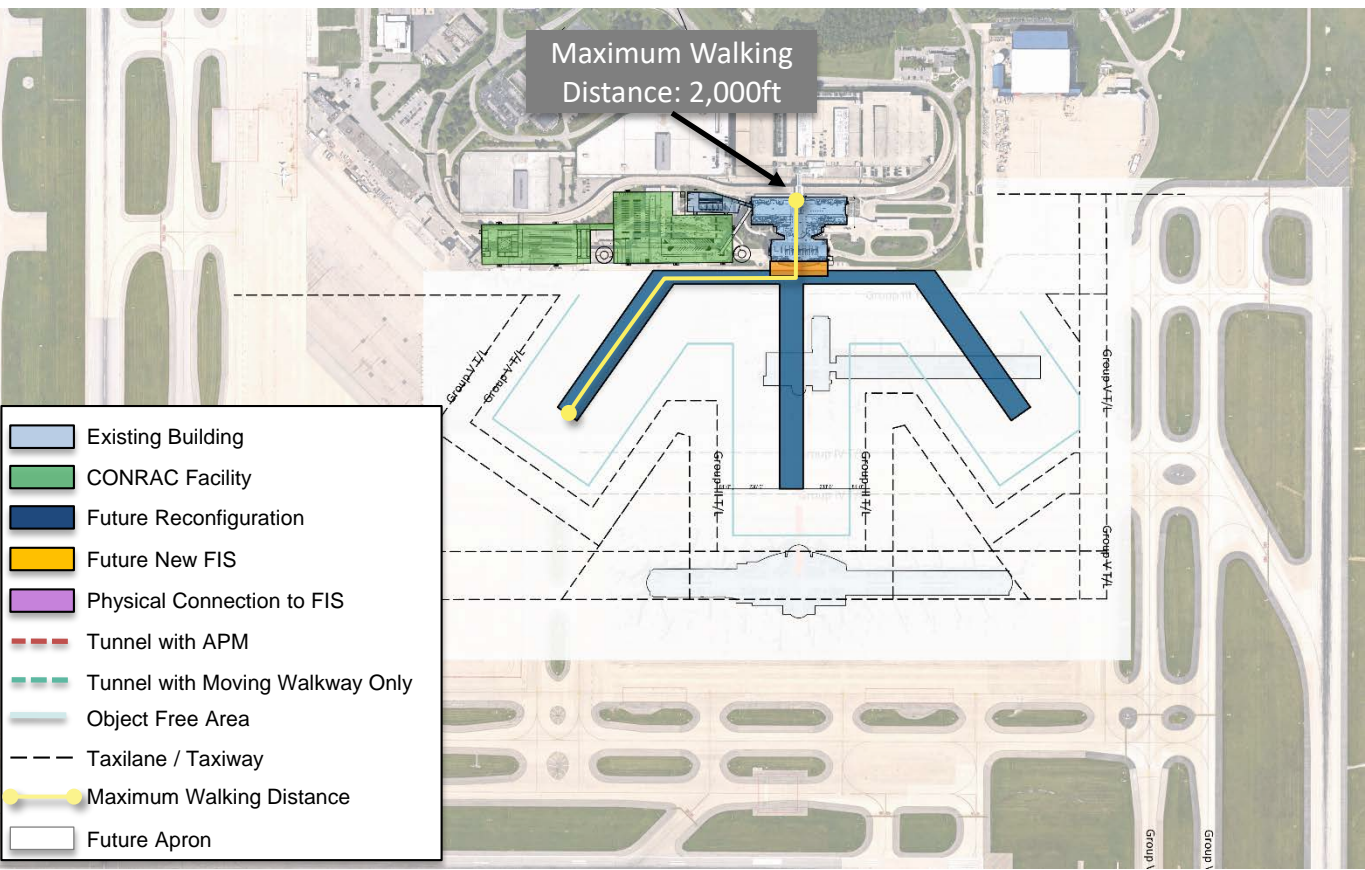 Maximum Walking
Distance: 2,000ft
Group V T/L
Group V T/L
Group V T/L
Group III T/L
Group III T/L
Group V T/L
Existing Building
CONRAC Facility
Future Reconfiguration
Future New FIS
Physical Connection to FIS
Tunnel with APM
Tunnel with Moving Walkway Only
Object Free Area
Taxilane / Taxiway
Maximum Walking Distance
Future Apron
Group V
Group V